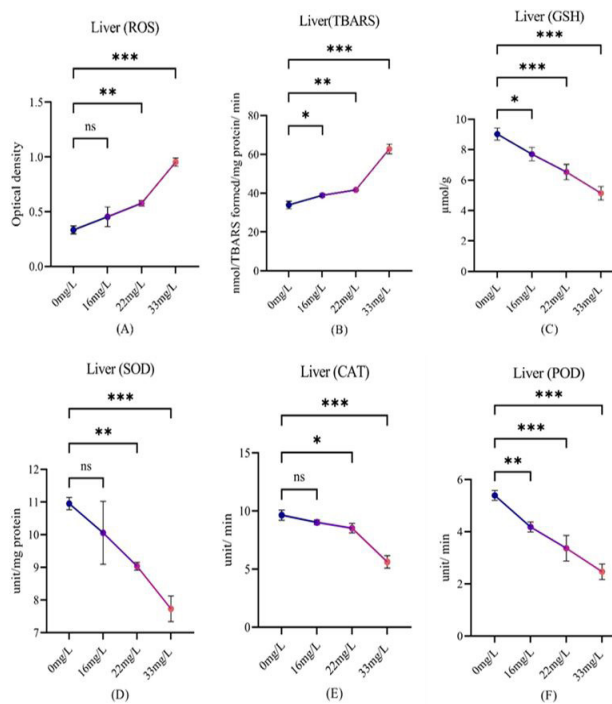 Liver (ROS)
***
**
ns
Optical density
1.5
1.0
0.5
0.0
0mg/L
16mg/L
22mg/L
33mg/L
(A)
Liver(TBARS)
***
**
*
nmol/TBARS formed/mg protein/ min
80
60
40
20
0
0mg/L
16mg/L
22mg/L
33mg/L
(B)
Liver (GSH)
***
***
*
μmol/g
10
8
6
4
2
0
0mg/L
16mg/L
22mg/L
33mg/L
(C)
Liver (SOD)
***
**
ns
unit/mg protein
12
11
10
9
8
7
0mg/L
16mg/L
22mg/L
33mg/L
(D)
Liver (CAT)
***
*
ns
unit/ min
15
10
5
0
0mg/L
16mg/L
22mg/L
33mg/L
(E)
Liver (POD)
***
***
**
unit/ min
6
4
2
0
0mg/L
16mg/L
22mg/L
33mg/L
(F)